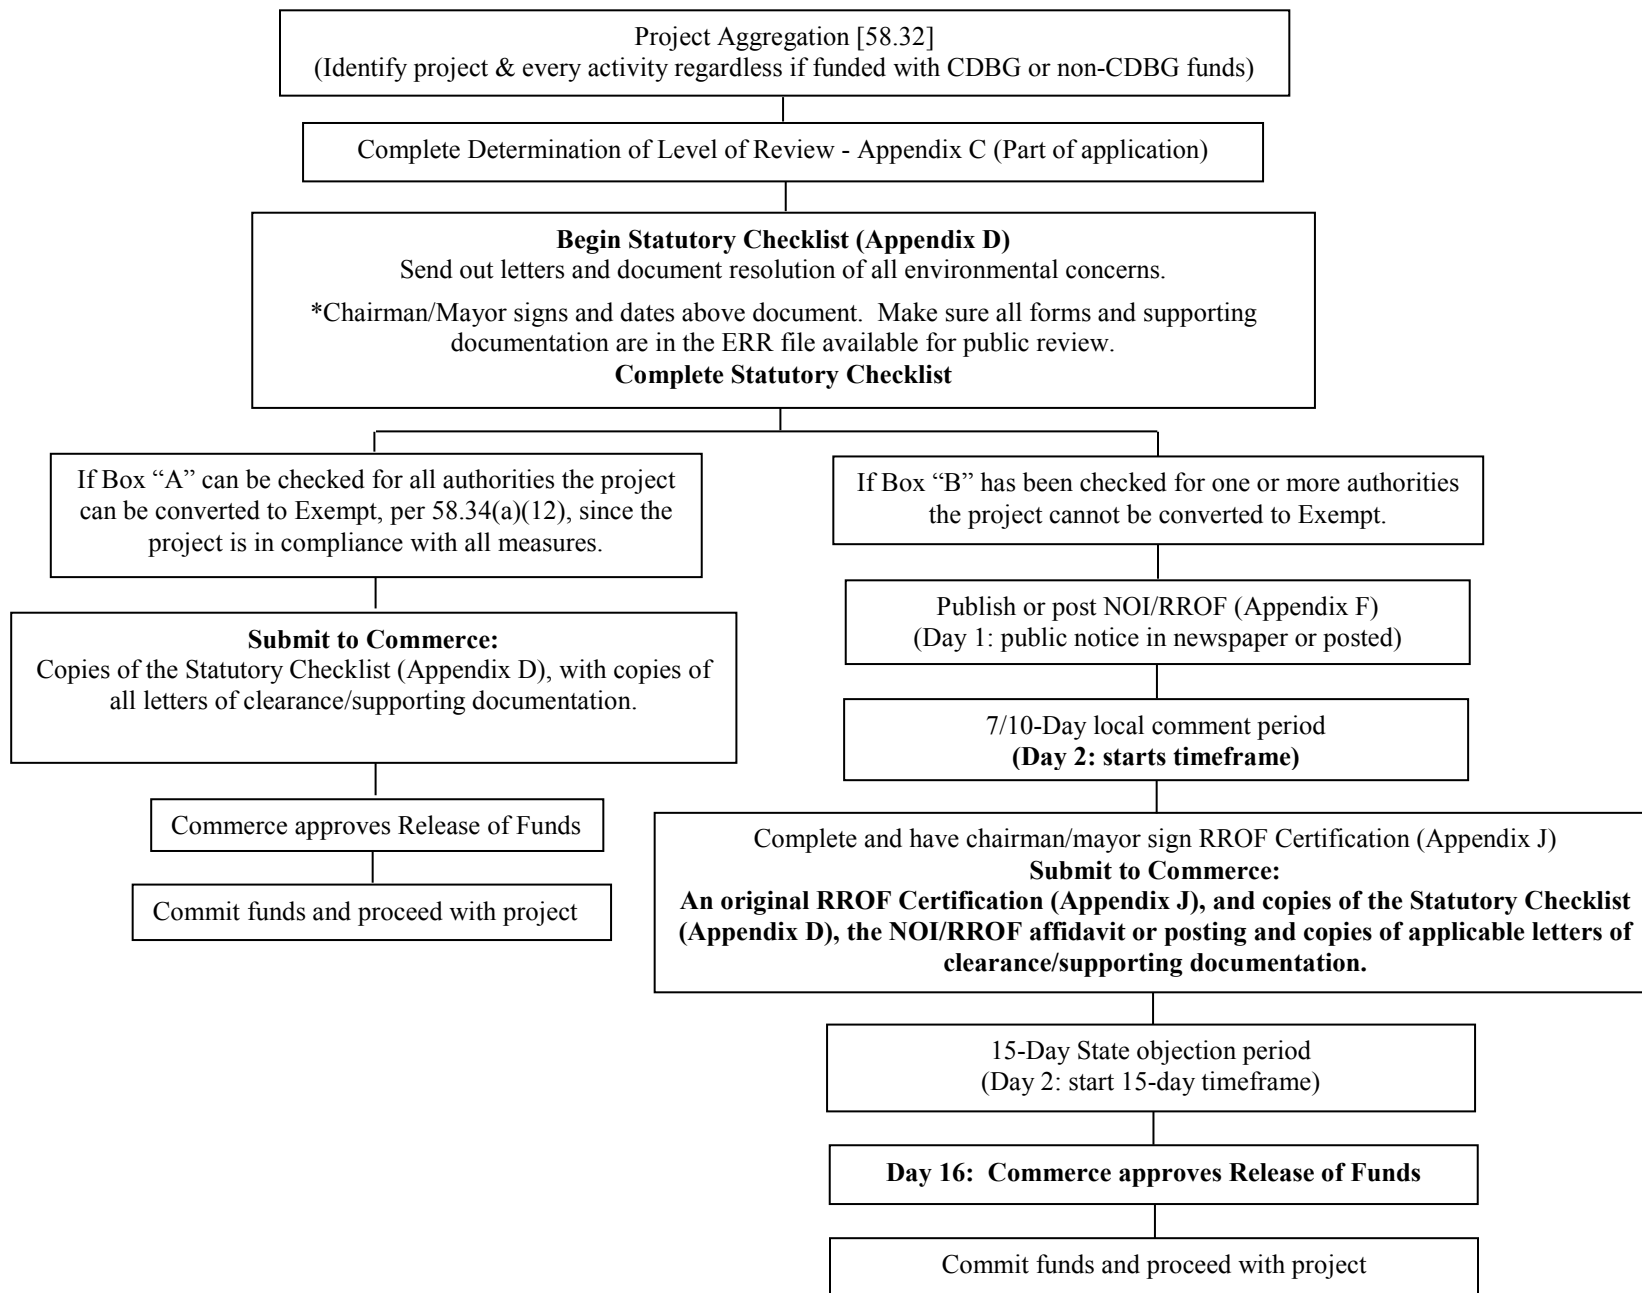 Project Aggregation [58.32]
(Identify project & every activity regardless if funded with CDBG or non-CDBG funds)
Complete Determination of Level of Review - Appendix C (Part of application)
Begin Statutory Checklist (Appendix D)
Send out letters and document resolution of all environmental concerns.
*Chairman/Mayor signs and dates above document.  Make sure all forms and supporting
documentation are in the ERR file available for public review.
Complete Statutory Checklist
If Box “A” can be checked for all authorities the project
can be converted to Exempt, per 58.34(a)(12), since the
project is in compliance with all measures.
Submit to Commerce:
Copies of the Statutory Checklist (Appendix D), with copies of
all letters of clearance/supporting documentation.
Commerce approves Release of Funds
Commit funds and proceed with project
If Box “B” has been checked for one or more authorities
the project cannot be converted to Exempt.
Publish or post NOI/RROF (Appendix F)
(Day 1: public notice in newspaper or posted)
7/10-Day local comment period
(Day 2: starts timeframe)
Complete and have chairman/mayor sign RROF Certification (Appendix J)
Submit to Commerce:
An original RROF Certification (Appendix J), and copies of the Statutory Checklist
(Appendix D), the NOI/RROF affidavit or posting and copies of applicable letters of
clearance/supporting documentation.
15-Day State objection period
(Day 2: start 15-day timeframe)
Day 16:  Commerce approves Release of Funds
Commit funds and proceed with project